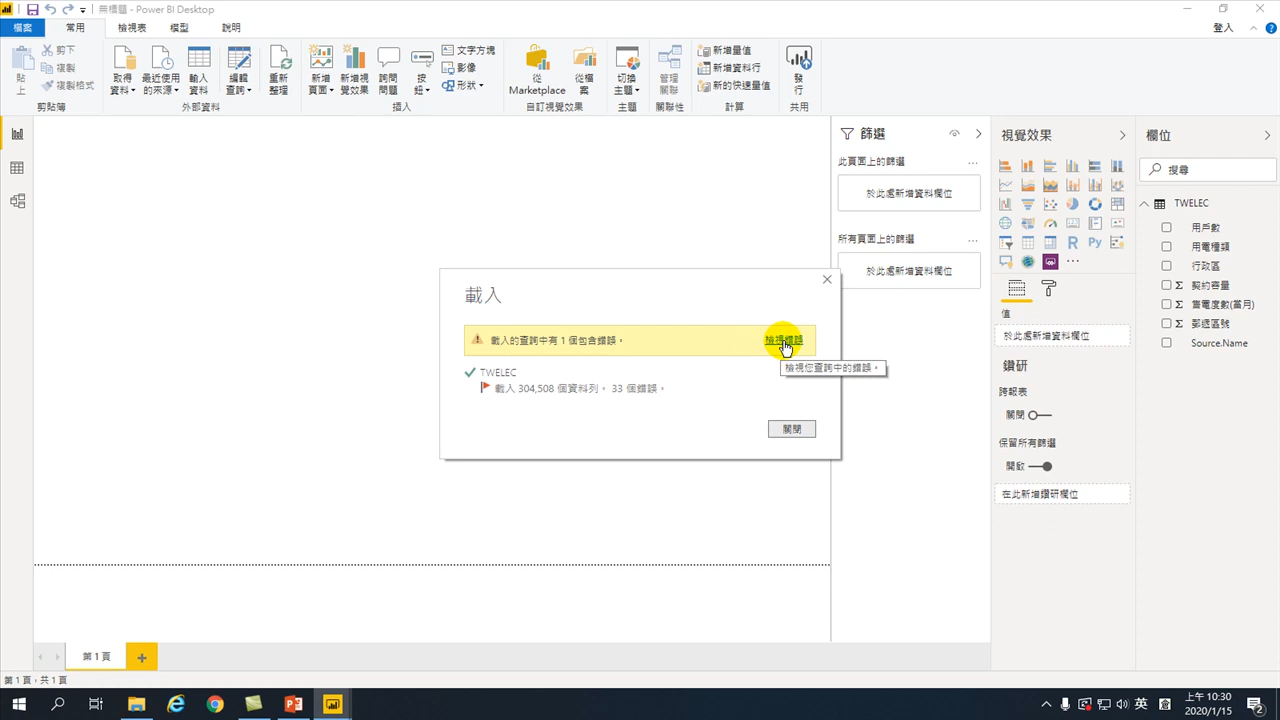 無標題 - Power BI Desktop
檔案 常用 檢視表 模型 說明 登入
貼上
剪下
複製
複製格式
剪貼簿
取得資料
最近使用的來源
輸入資料
編輯查詢
重新整理
外部資料
新增頁面
新增視覺效果
詢問問題
按鈕
文字方塊
影像
形狀
插入
從 Marketplace
從檔案
自訂視覺效果
切換主題
主題
管理關聯
關聯性
新增量值
新增資料行
新的快速量值
計算
發行
共用
篩選
此頁面上的篩選
於此處新增資料欄位
所有頁面上的篩選
於此處新增資料欄位
視覺效果
R Py
值
於此處新增資料欄位
鑽研
跨報表
關閉
保留所有篩選
開啟
在此新增鑽研欄位
欄位
搜尋
TWELEC
用戶數
用電種類
行政區
Σ 契約容量
Σ 售電度數(當月)
Σ 郵遞區號
Source.Name
載入
載入的查詢中有 1 個包含錯誤。 檢視錯誤
檢視您查詢中的錯誤。
TWELEC
載入 304,508 個資料列。 33 個錯誤。
關閉
第 1 頁
第 1 頁，共 1 頁
英
上午 10:30
2020/1/15
2